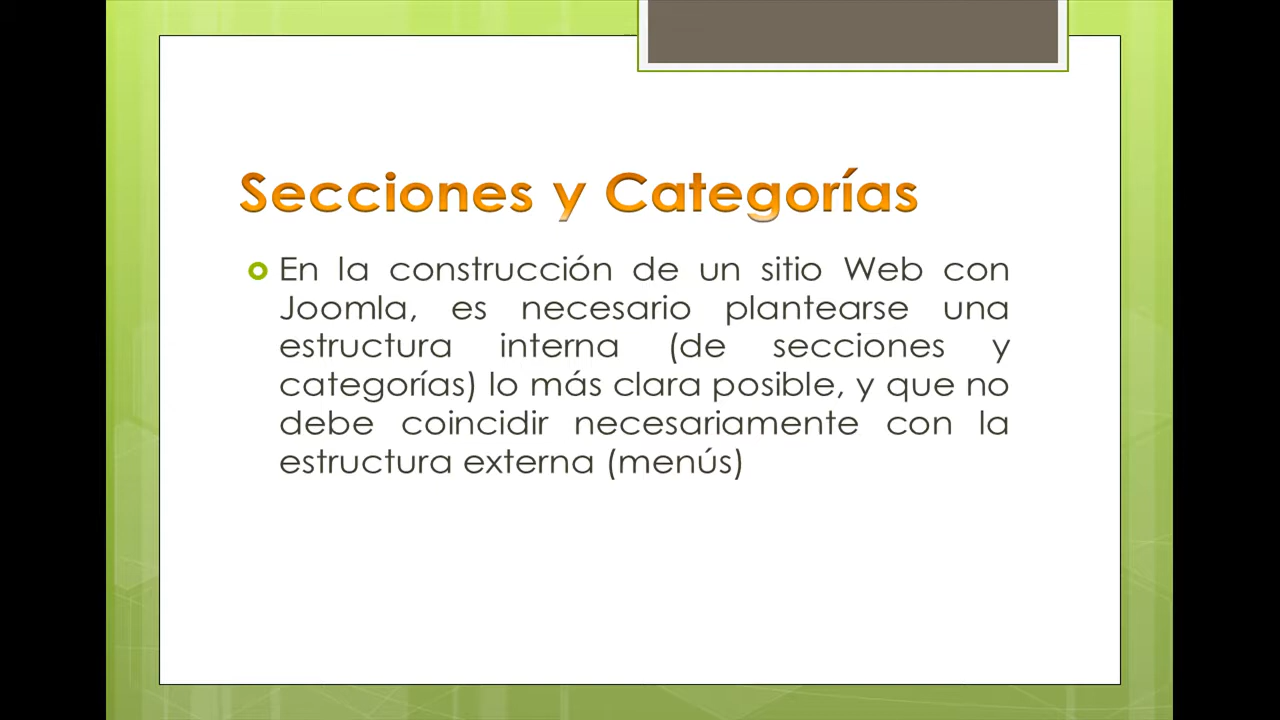 Secciones y Categorías
En la construcción de un sitio Web con
Joomla, es necesario plantearse una
estructura interna (de secciones y
categorías) lo más clara posible, y que no
debe coincidir necesariamente con la
estructura externa (menús)